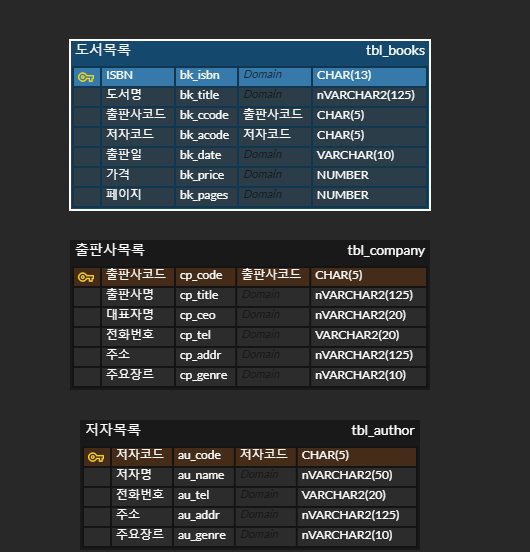 도서목록 tbl_books
ISBN bk_isbn Domain CHAR(13)
도서명 bk_title Domain nVARCHAR2(125)
출판사코드 bk_ccode 출판사코드 CHAR(5)
저자코드 bk_acode 저자코드 CHAR(5)
출판일 bk_date Domain VARCHAR(10)
가격 bk_price Domain NUMBER
페이지 bk_pages Domain NUMBER
출판사목록 tbl_company
출판사코드 cp_code 출판사코드 CHAR(5)
출판사명 cp_title Domain nVARCHAR2(125)
대표자명 cp_ceo Domain nVARCHAR2(20)
전화번호 cp_tel Domain VARCHAR2(20)
주소 cp_addr Domain nVARCHAR2(125)
주요장르 cp_genre Domain nVARCHAR2(10)
저자목록 tbl_author
저자코드 au_code 저자코드 CHAR(5)
저자명 au_name Domain nVARCHAR2(50)
전화번호 au_tel Domain VARCHAR2(20)
주소 au_addr Domain nVARCHAR2(125)
주요장르 au_genre Domain nVARCHAR2(10)